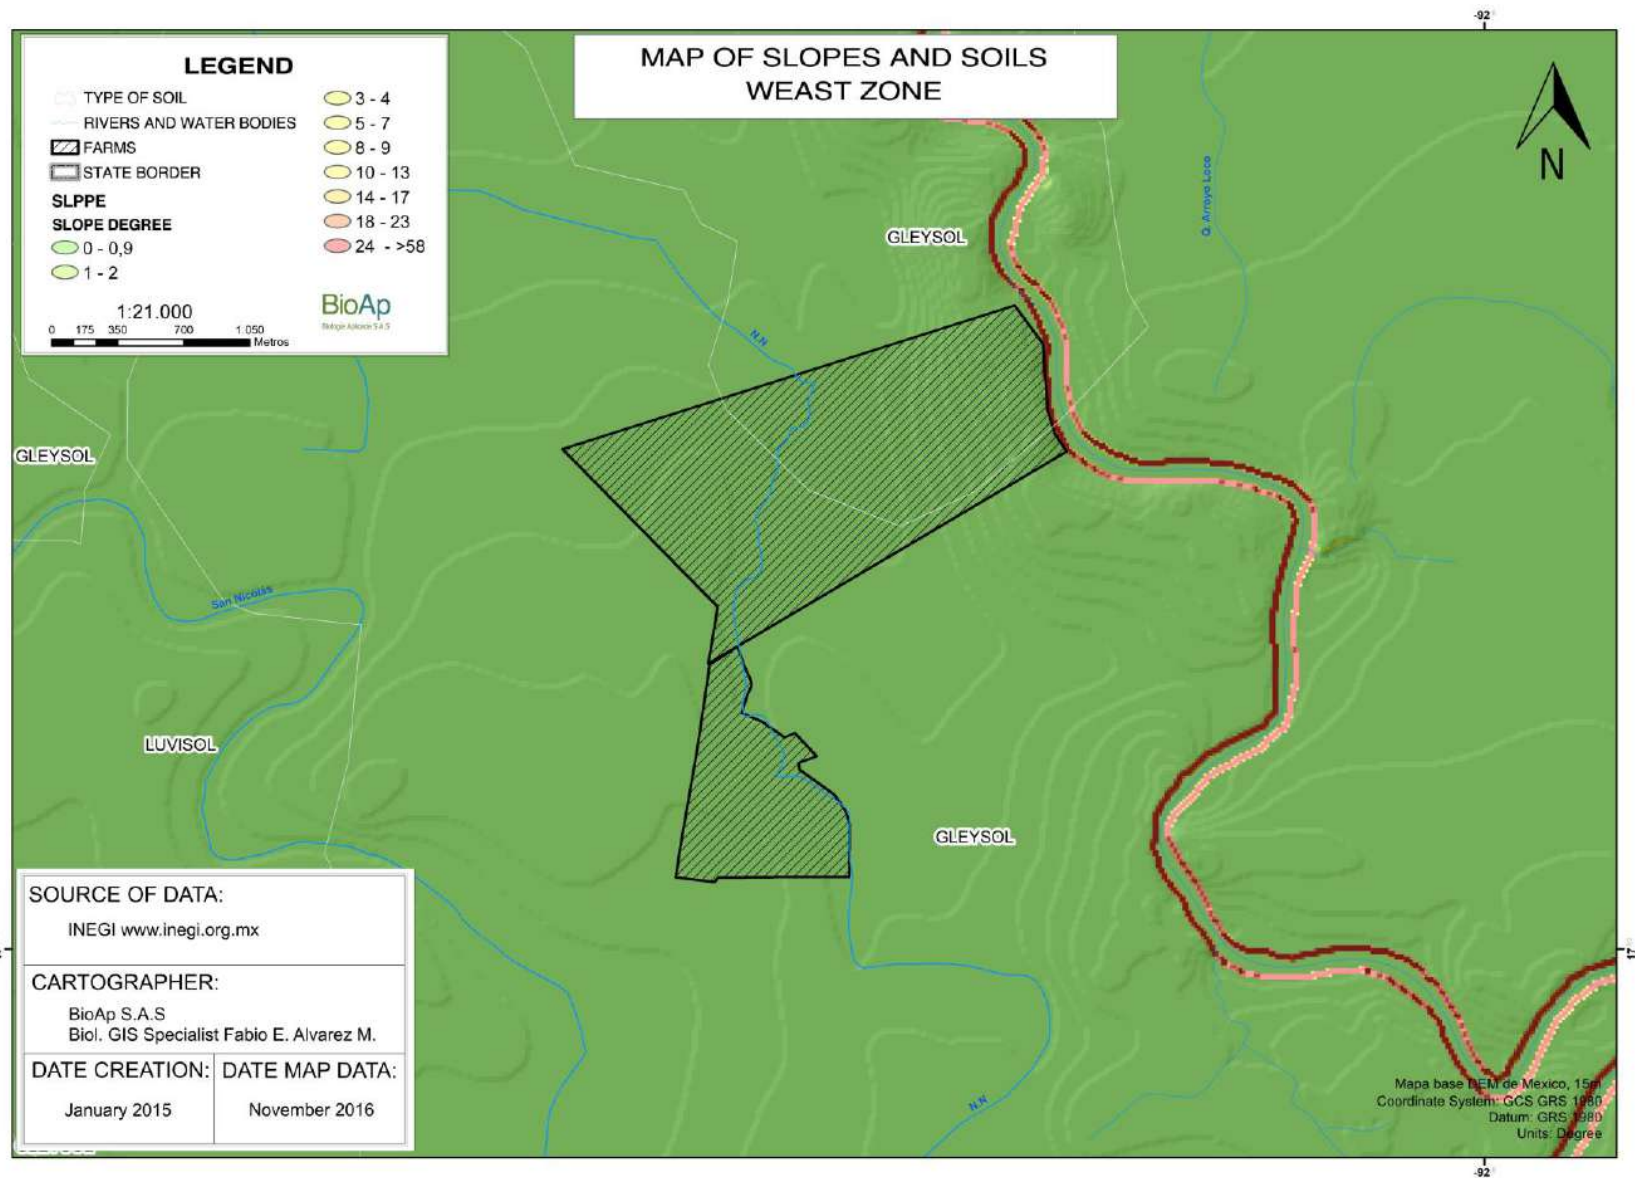 -92
MAP OF SLOPES AND SOILS
WEAST ZONE
LEGEND
TYPE OF SOIL
RIVERS AND WATER BODIES
FARMS
STATE BORDER
SLPPE
SLOPE DEGREE
0 - 0,9
1 - 2
3 - 4
5 - 7
8 - 9
10 - 13
14 - 17
18 - 23
24 - >58
1:21.000
0 175 350 700 1.050
Metros
BioAp
N
Q. Arroyo Loco
GLEYSOL
N.N
GLEYSOL
San Nicolás
LUVISOL
GLEYSOL
N.N
SOURCE OF DATA:
INEGI www.inegi.org.mx
CARTOGRAPHER:
BioAp S.A.S
Biol. GIS Specialist Fabio E. Alvarez M.
DATE CREATION: DATE MAP DATA:
January 2015 November 2016
Mapa base DEM de Mexico, 15m
Coordinate System: GCS GRS 1980
Datum: GRS 1980
Units: Degree
-92